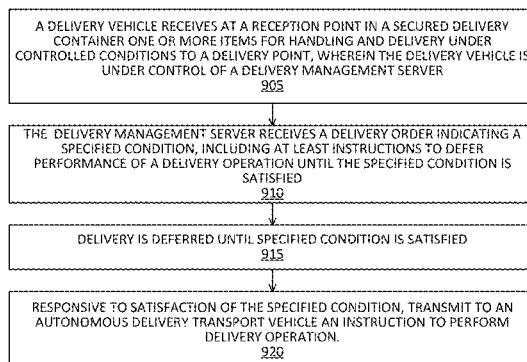 A DELIVERY VEHICLE RECEIVES AT A RECEPTION POINT IN A SECURED DELIVERY
CONTAINER ONE OR MORE ITEMS FOR HANDLING AND DELIVERY UNDER
CONTROLLED CONDITIONS TO A DELIVERY POINT, WHEREIN THE DELIVERY VEHICLE IS
UNDER CONTROL OF A DELIVERY MANAGEMENT SERVER
905
THE DELIVERY MANAGEMENT SERVER RECEIVES A DELIVERY ORDER INDICATING A
SPECIFIED CONDITION, INCLUDING AT LEAST INSTRUCTIONS TO DEFER
PERFORMANCE OF A DELIVERY OPERATION UNTIL THE SPECIFIED CONDITION IS
SATISFIED
910
DELIVERY IS DEFERRED UNTIL SPECIFIED CONDITION IS SATISFIED
915
RESPONSIVE TO SATISFACTION OF THE SPECIFIED CONDITION, TRANSMIT TO AN
AUTONOMOUS DELIVERY TRANSPORT VEHICLE AN INSTRUCTION TO PERFORM
DELIVERY OPERATION.
920